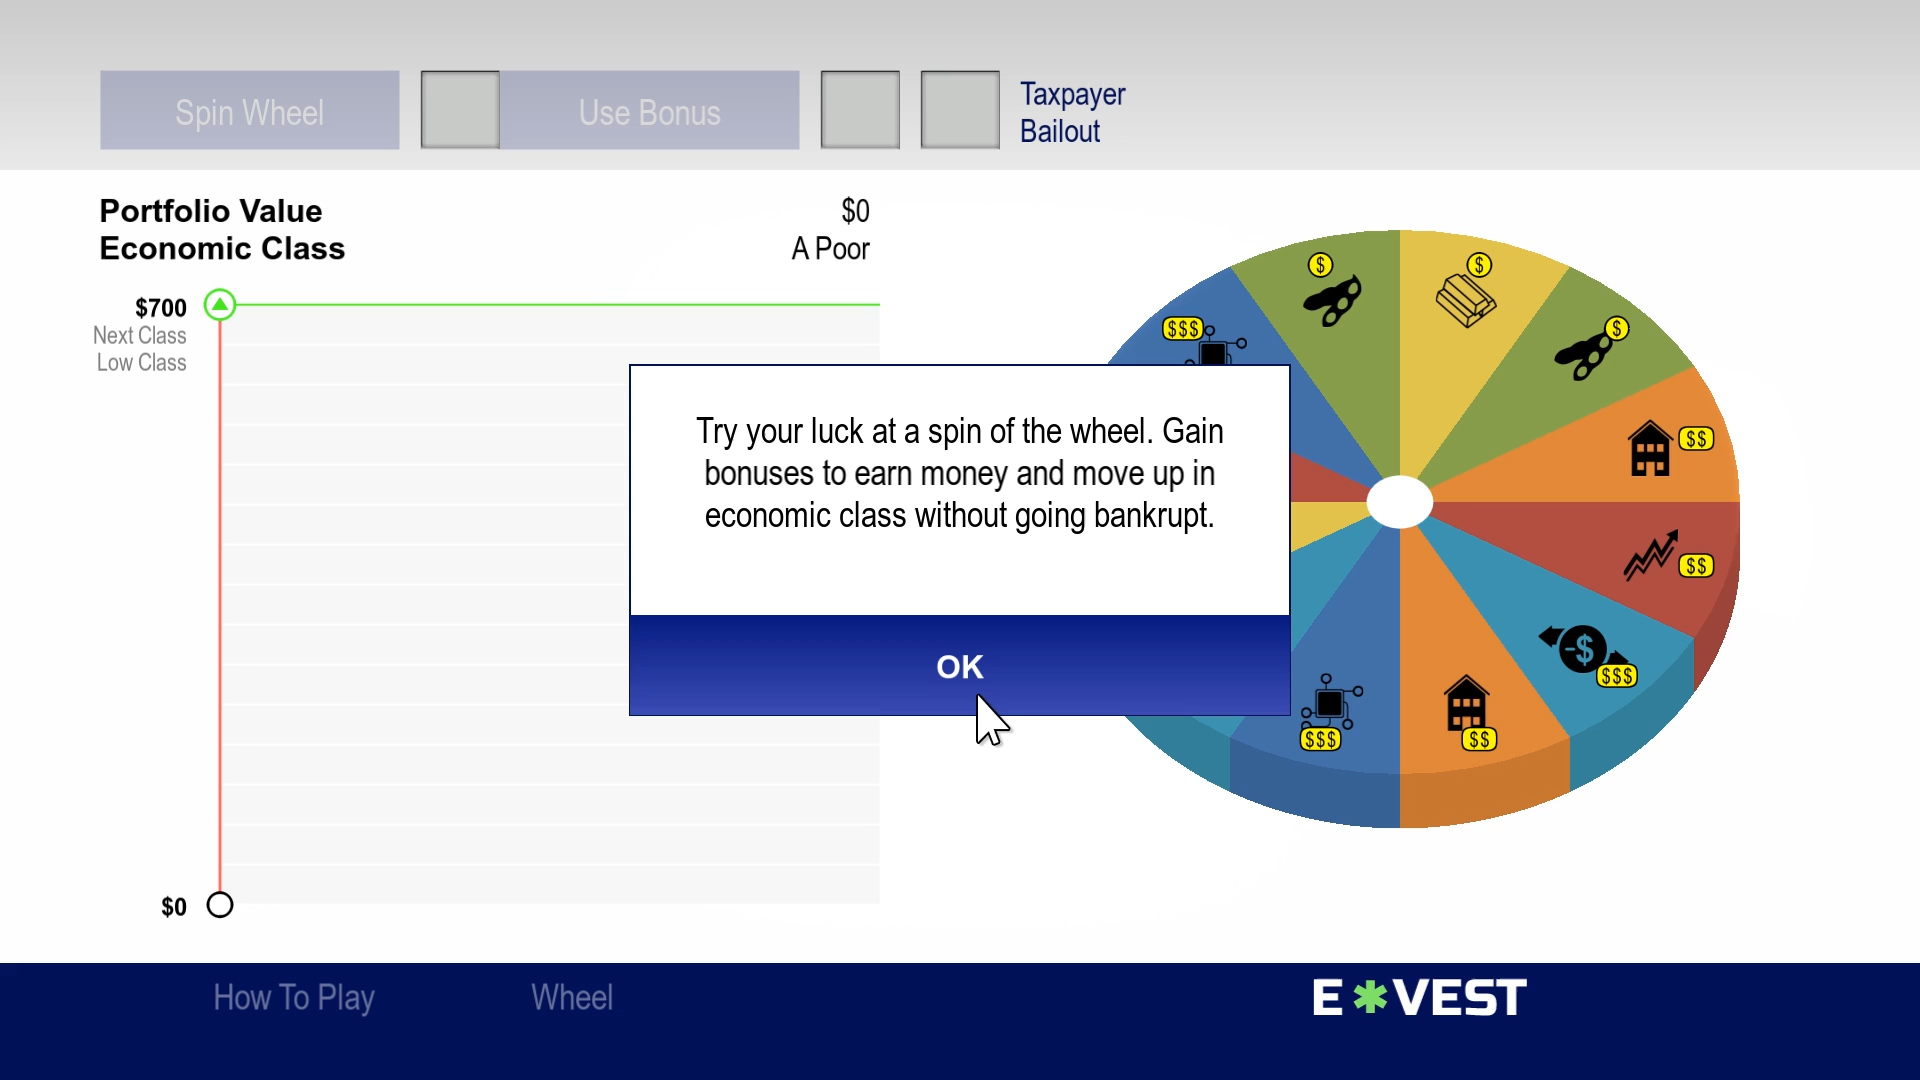 Spin Wheel
Use Bonus
Taxpayer
Bailout
Portfolio Value
$0
Economic Class
A Poor
$700
Next Class
Low Class
$
$
$$$
$
$$
$$
-$
$$$
$$$
$$
Try your luck at a spin of the wheel. Gain
bonuses to earn money and move up in
economic class without going bankrupt.
OK
$0
How To Play
Wheel
E*VEST